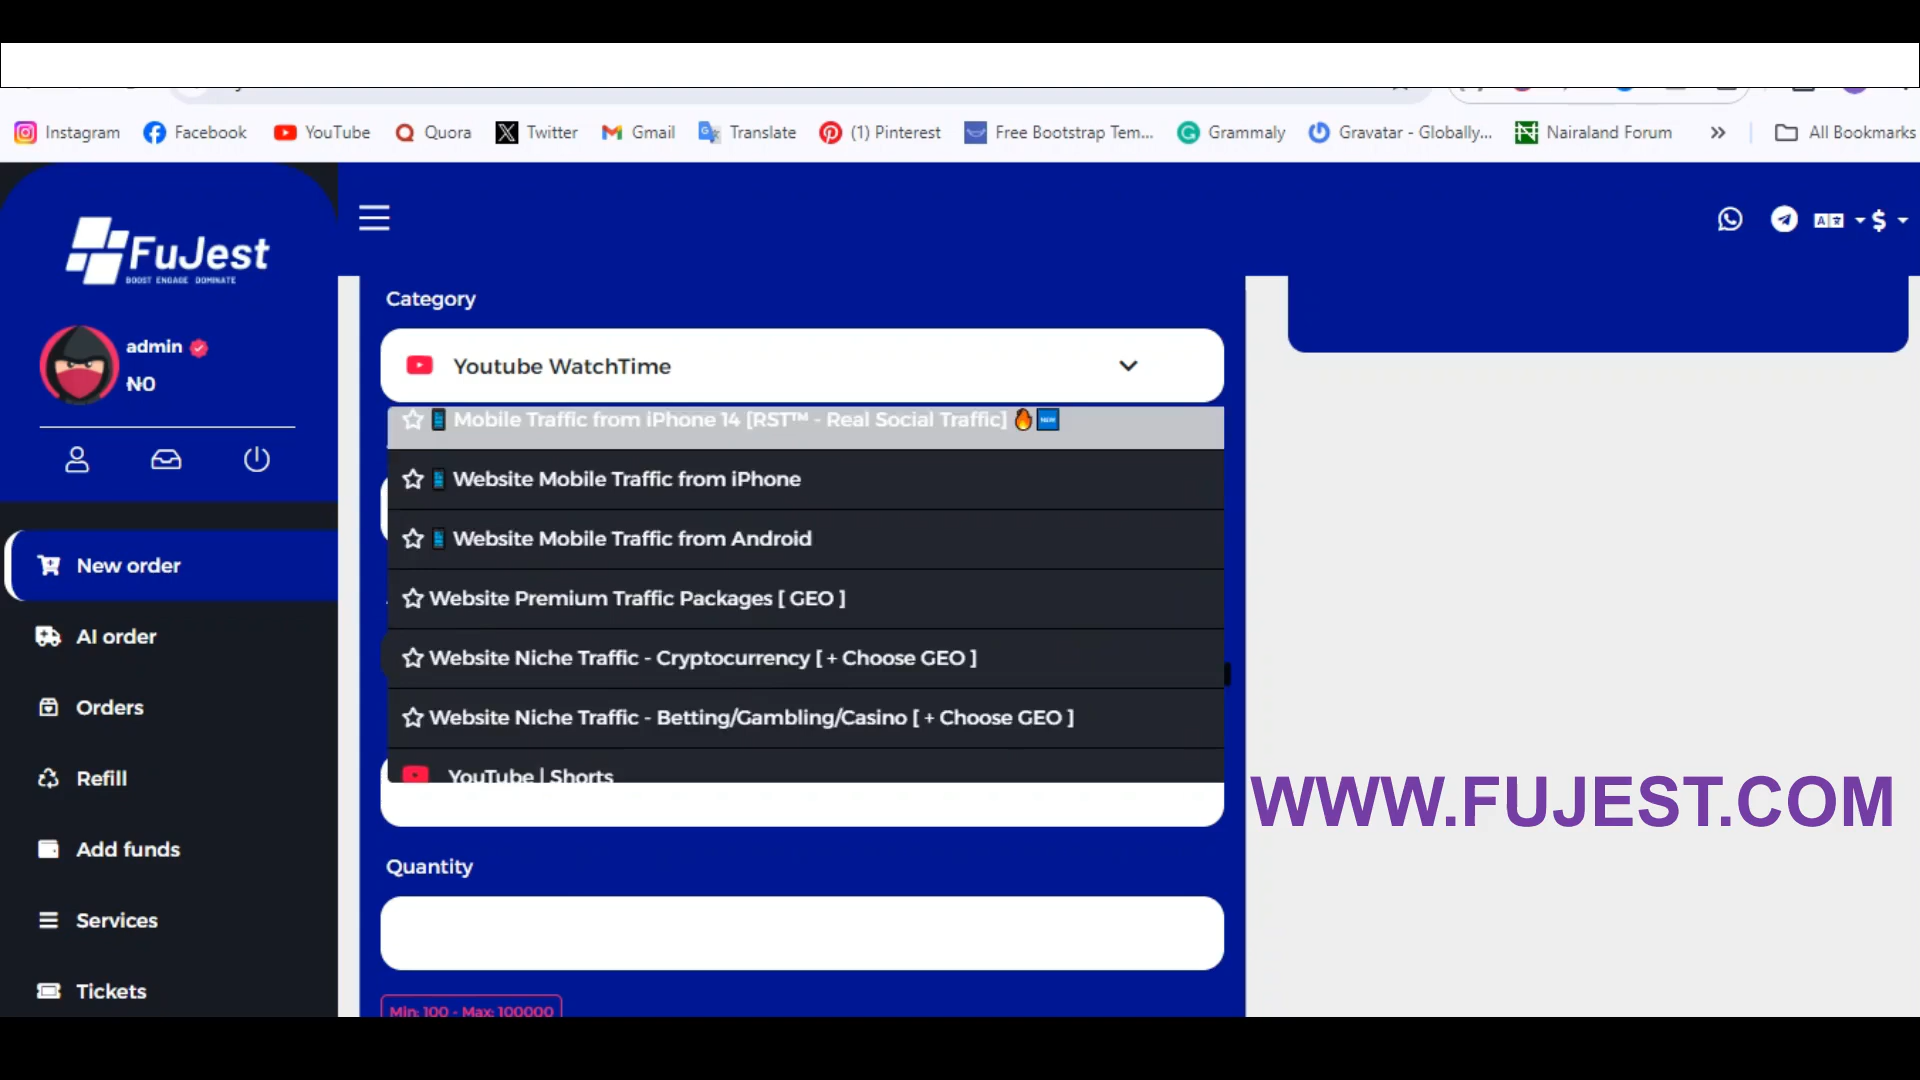 Instagram Facebook YouTube Quora Twitter Gmail Translate (1) Pinterest Free Bootstrap Tem... Grammaly Gravatar - Globally... Nairaland Forum » All Bookmarks
FuJest
BOOST ENGAGE DOMINATE
$
admin
₦0
New order
AI order
Orders
Refill
Add funds
Services
Tickets
Category
Youtube WatchTime
Mobile Traffic from iPhone 14 [RST™ - Real Social Traffic] 🔥🆕
Website Mobile Traffic from iPhone
Website Mobile Traffic from Android
Website Premium Traffic Packages [ GEO ]
Website Niche Traffic - Cryptocurrency [ + Choose GEO ]
Website Niche Traffic - Betting/Gambling/Casino [ + Choose GEO ]
YouTube | Shorts
Quantity
Min: 100 - Max: 100000
WWW.FUJEST.COM